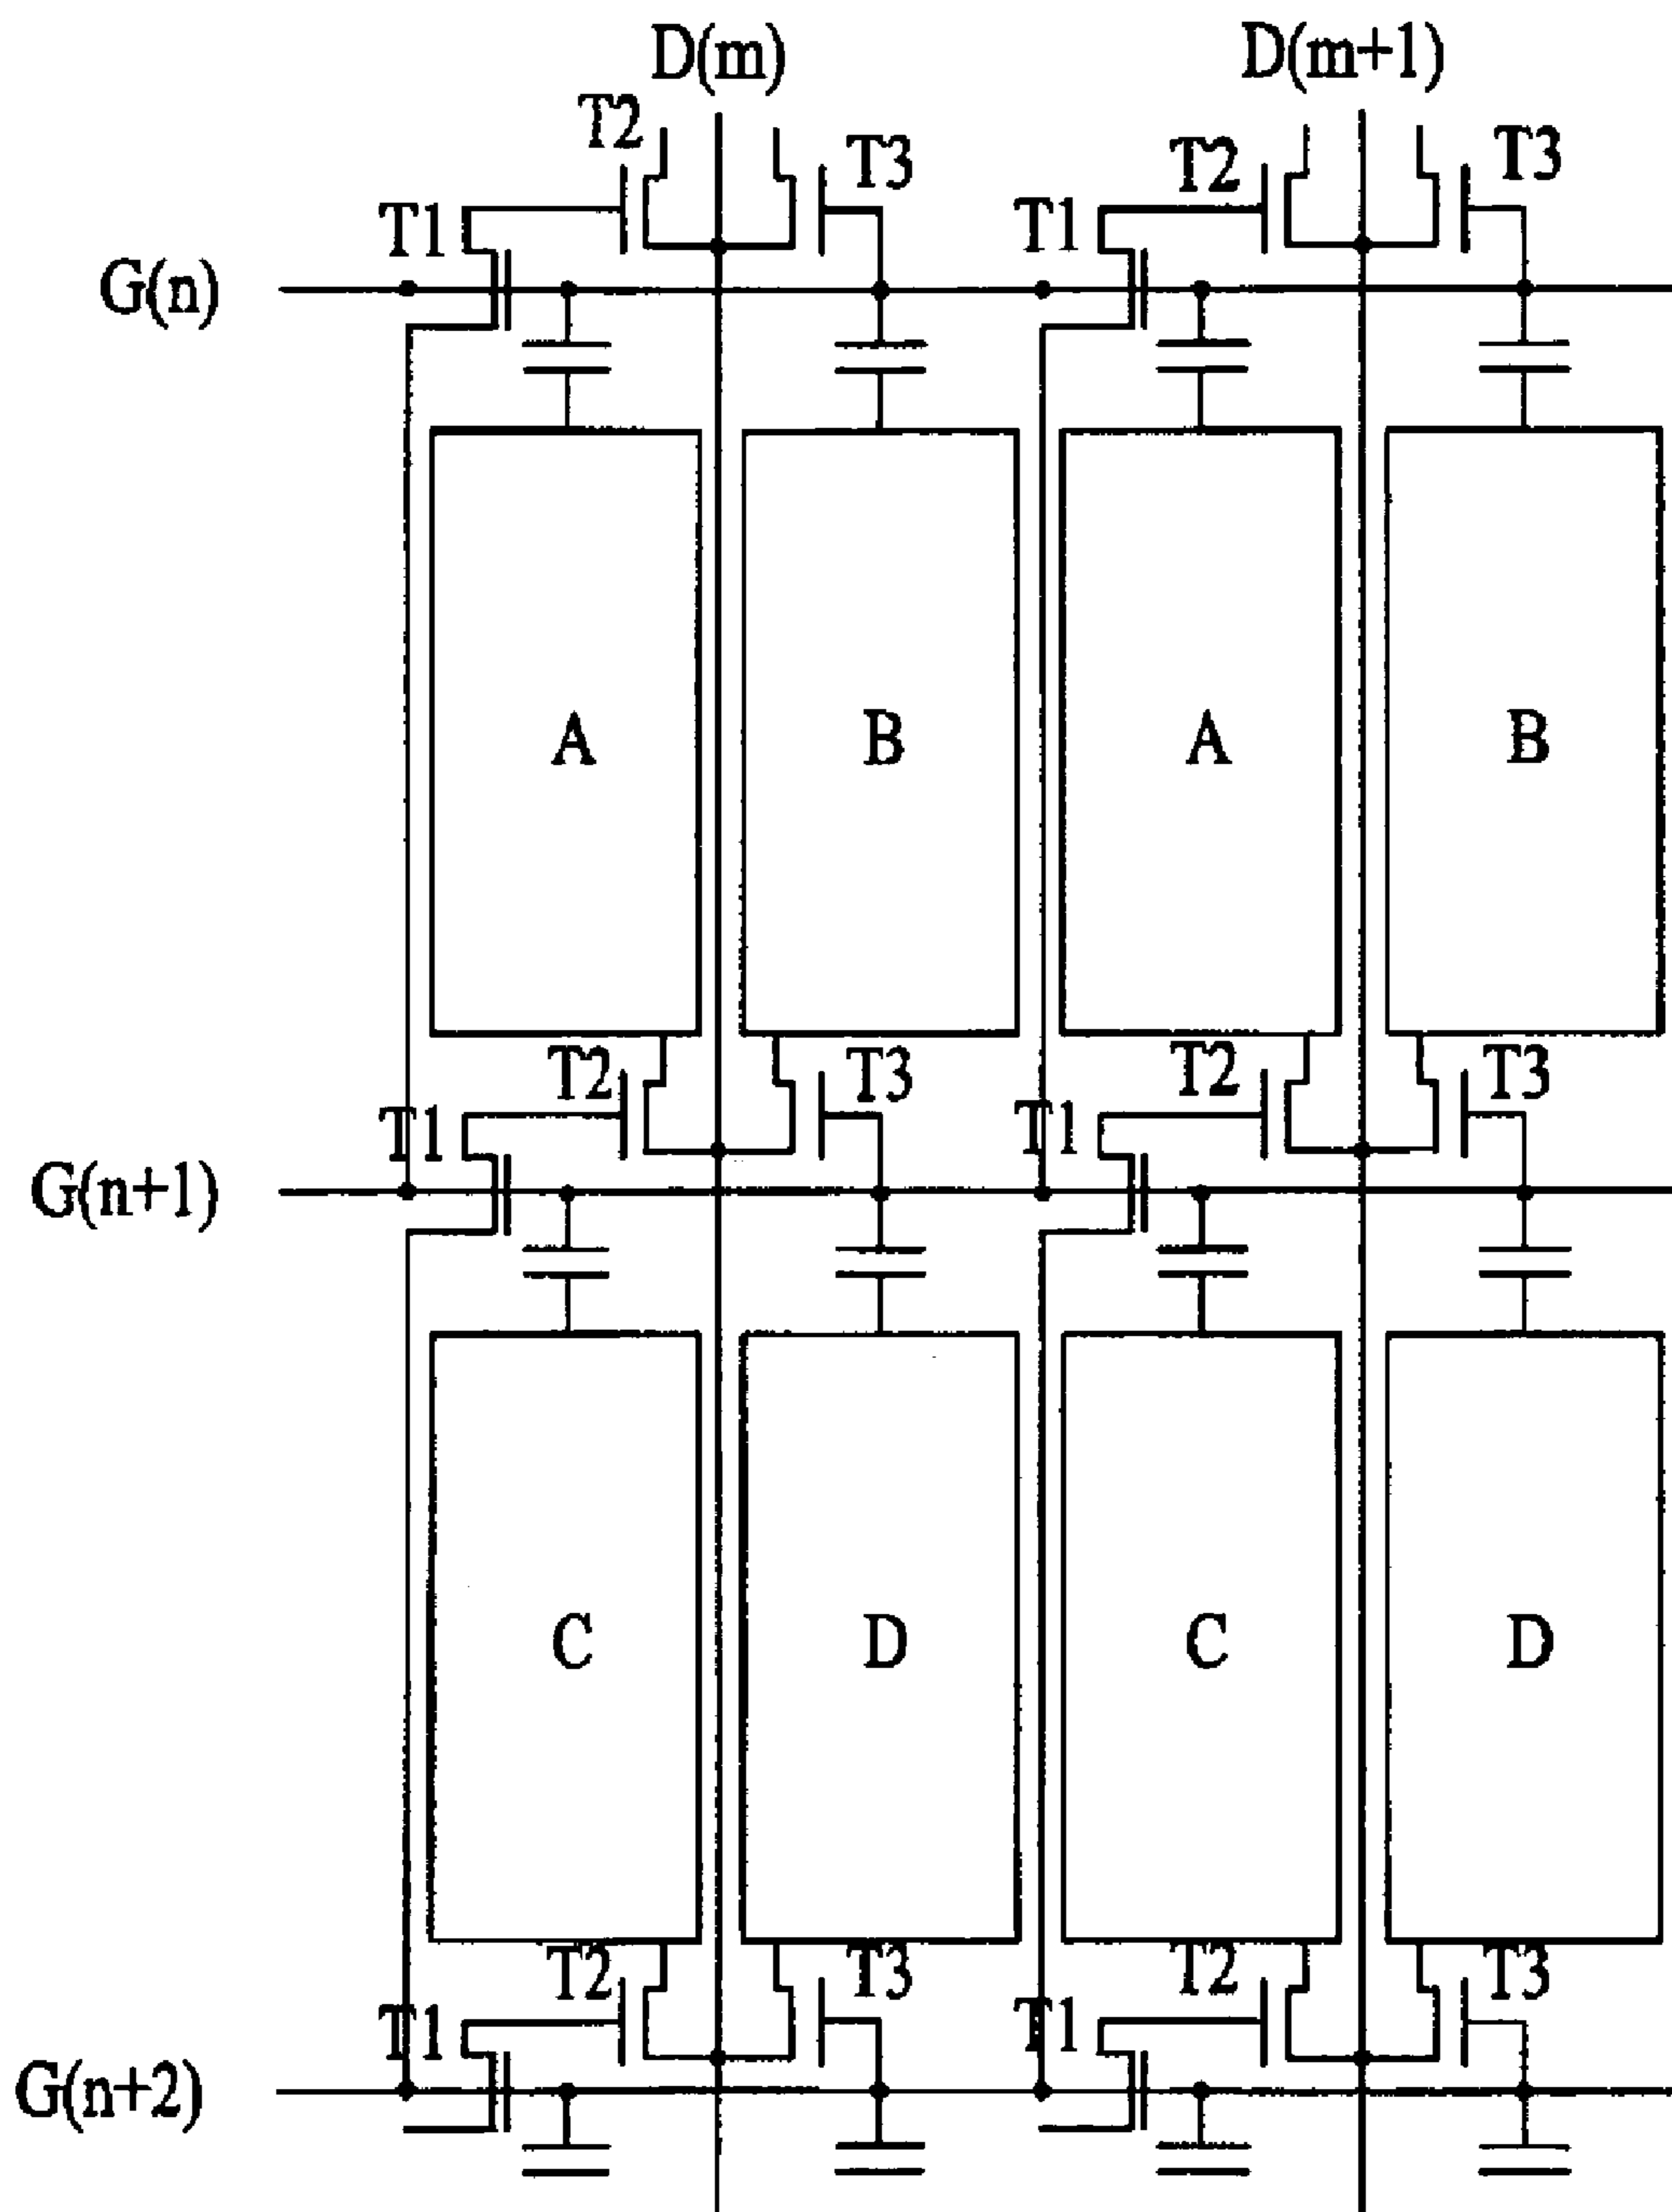 D(m) D(m+1)
T2 T3 T2 T3
T1 T1
G(n)
A B A B
T2 T3 T2 T3
T1 T1
G(n+1)
C D C D
T2 T3 T2 T3
T1 T1
G(n+2)